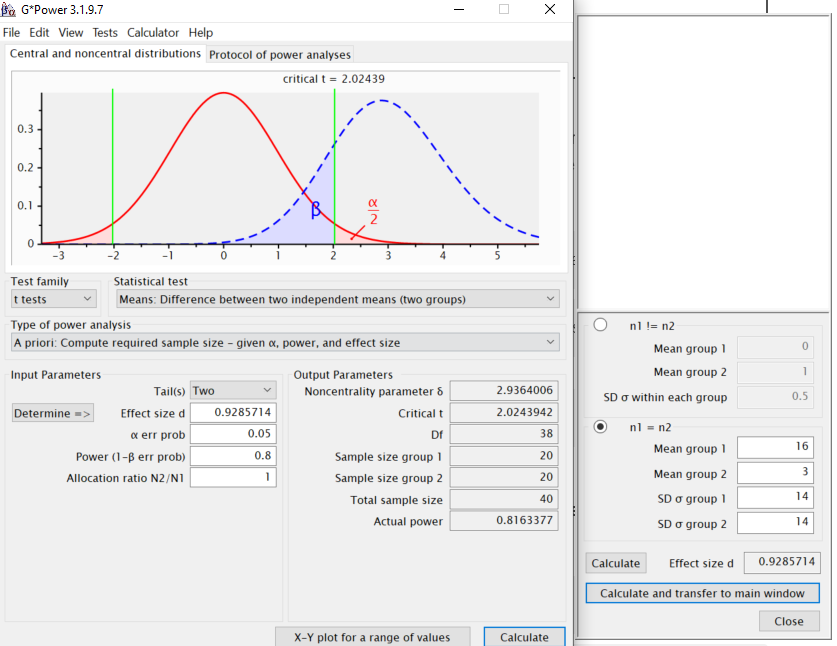 G*Power 3.1.9.7
File Edit View Tests Calculator Help
Central and noncentral distributions Protocol of power analyses
critical t = 2.02439
0.3
0.2
0.1
0
β
α
2
-3 -2 -1 0 1 2 3 4 5
Test family Statistical test
t tests Means: Difference between two independent means (two groups)
Type of power analysis
A priori: Compute required sample size - given α, power, and effect size
Input Parameters
Tail(s) Two
Determine => Effect size d 0.9285714
α err prob 0.05
Power (1-β err prob) 0.8
Allocation ratio N2/N1 1
Output Parameters
Noncentrality parameter δ 2.9364006
Critical t 2.0243942
Df 38
Sample size group 1 20
Sample size group 2 20
Total sample size 40
Actual power 0.8163377
X-Y plot for a range of values Calculate
n1 != n2
Mean group 1 0
Mean group 2 1
SD σ within each group 0.5
n1 = n2
Mean group 1 16
Mean group 2 3
SD σ group 1 14
SD σ group 2 14
Calculate Effect size d 0.9285714
Calculate and transfer to main window
Close